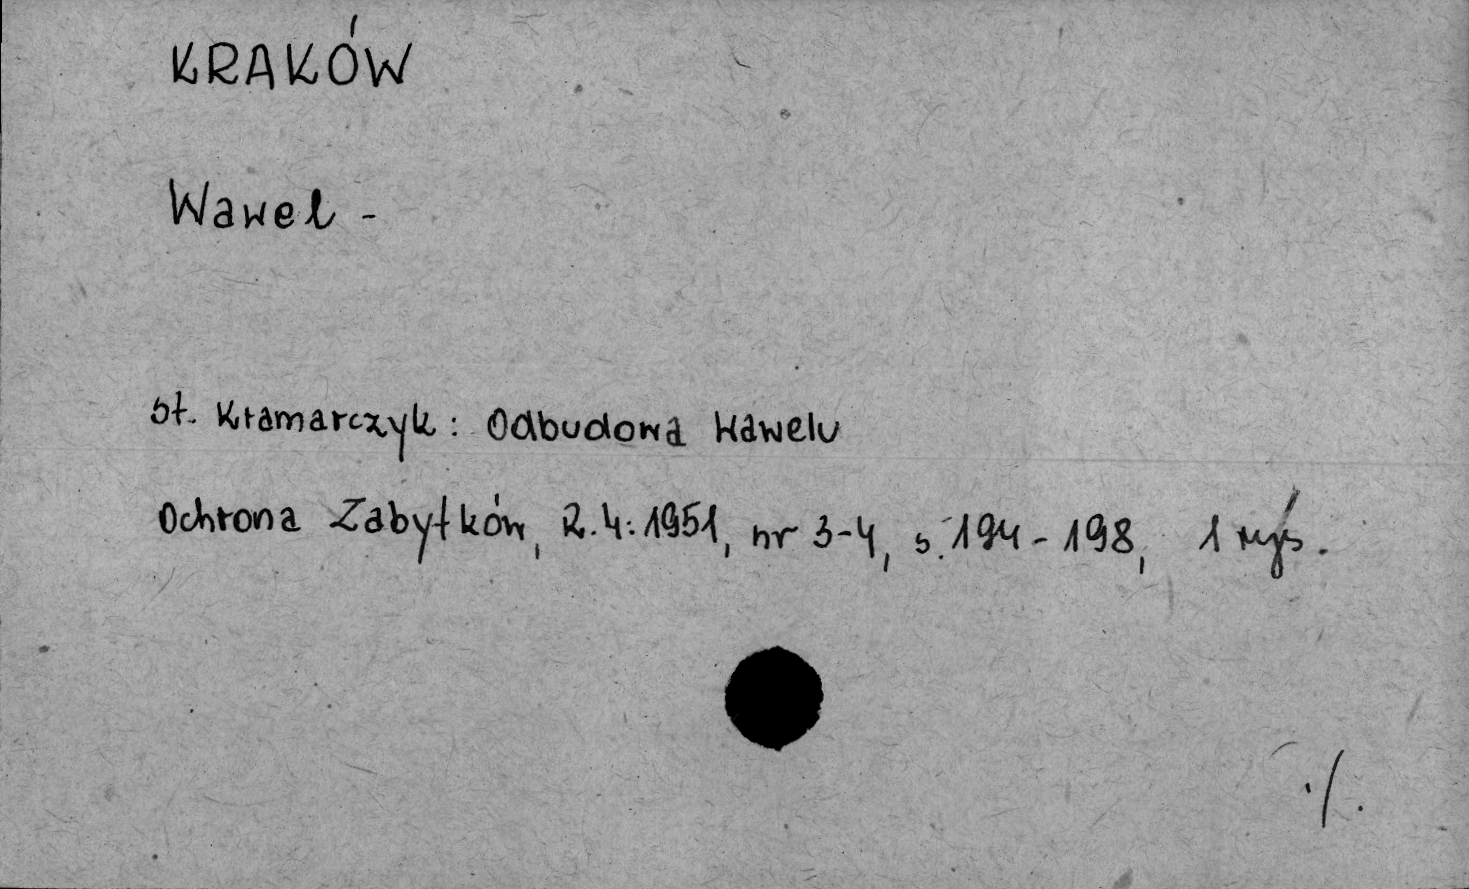 KRAKÓW
Wawel -
St. Kramarczyk: Odbudowa Wawelu
Ochrona Zabytków, R.4:1951, nr 3-4, s.194-198, 1 rys.
./.